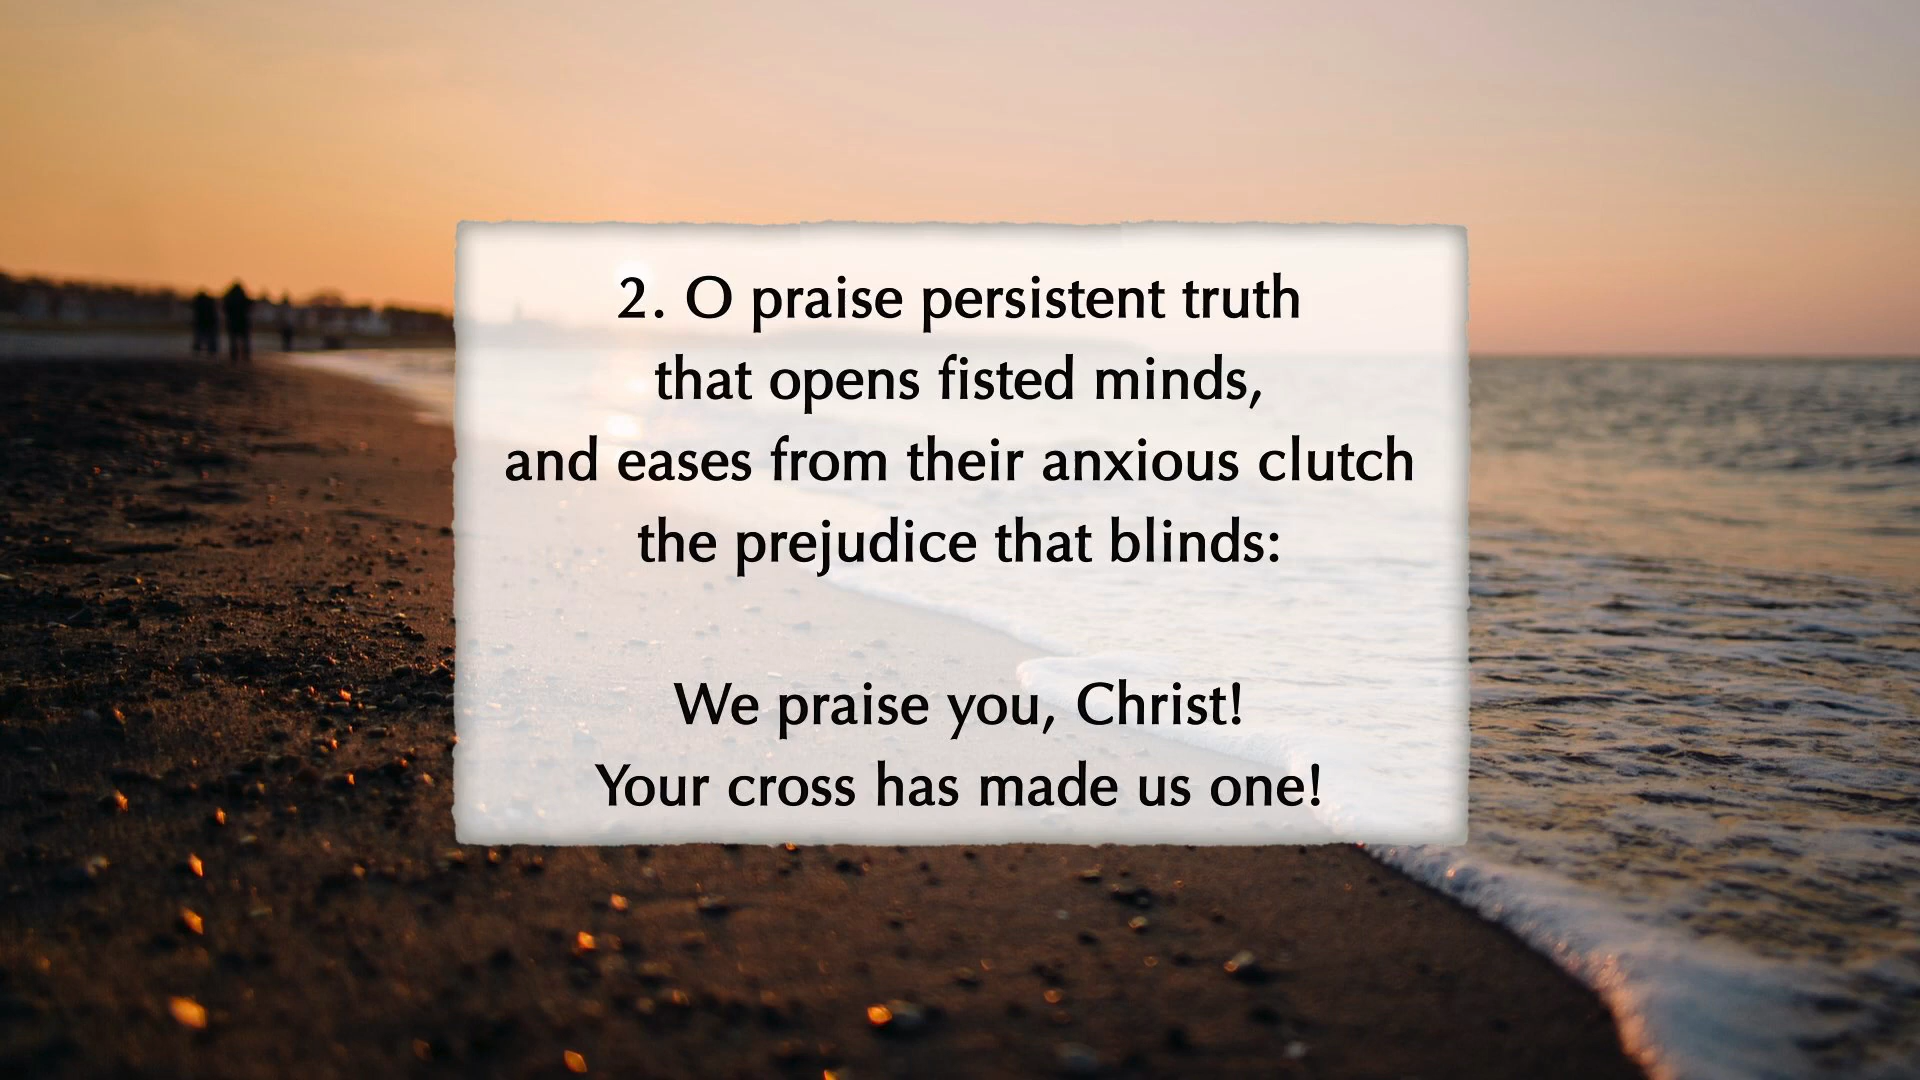 2. O praise persistent truth
that opens fisted minds,
and eases from their anxious clutch
the prejudice that blinds:
We praise you, Christ!
Your cross has made us one!